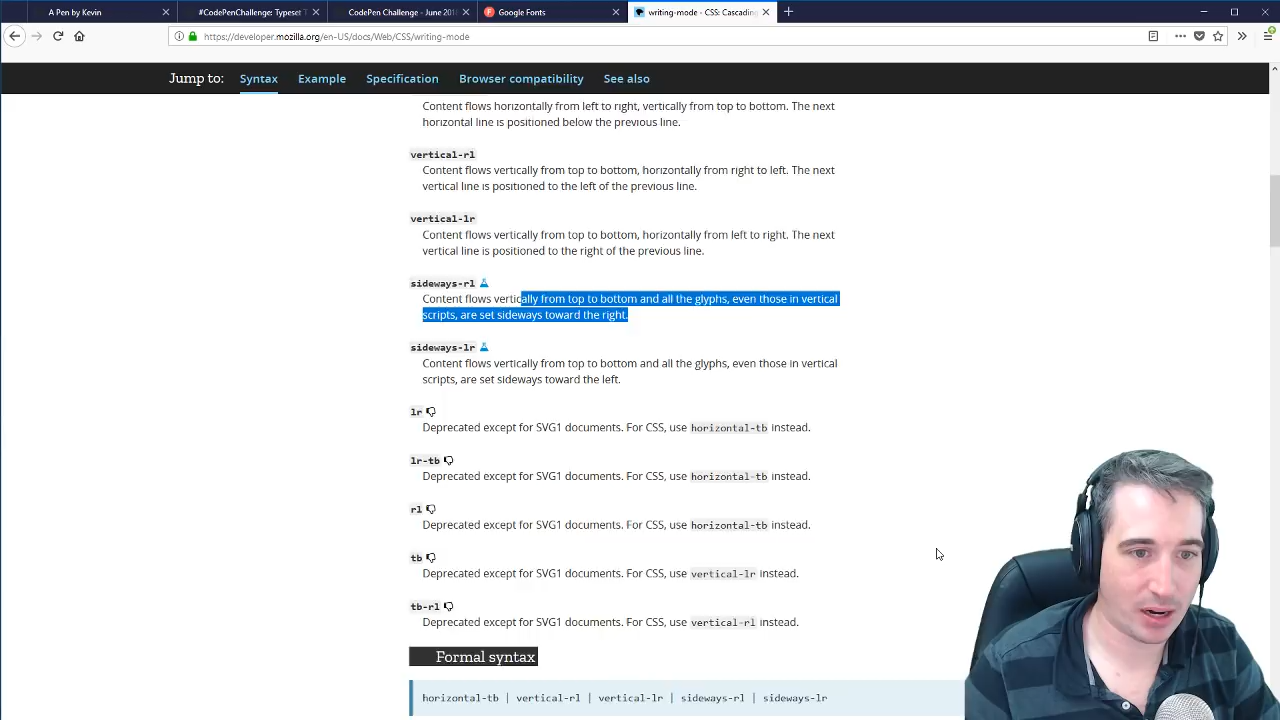 A Pen by Kevin
#CodePenChallenge: Typeset T
CodePen Challenge - June 2018
Google Fonts
writing-mode - CSS: Cascading
https://developer.mozilla.org/en-US/docs/Web/CSS/writing-mode
Jump to: Syntax Example Specification Browser compatibility See also
Content flows horizontally from left to right, vertically from top to bottom. The next
horizontal line is positioned below the previous line.
vertical-rl
Content flows vertically from top to bottom, horizontally from right to left. The next
vertical line is positioned to the left of the previous line.
vertical-lr
Content flows vertically from top to bottom, horizontally from left to right. The next
vertical line is positioned to the right of the previous line.
sideways-rl
Content flows vertically from top to bottom and all the glyphs, even those in vertical
scripts, are set sideways toward the right.
sideways-lr
Content flows vertically from top to bottom and all the glyphs, even those in vertical
scripts, are set sideways toward the left.
lr
Deprecated except for SVG1 documents. For CSS, use horizontal-tb instead.
lr-tb
Deprecated except for SVG1 documents. For CSS, use horizontal-tb instead.
rl
Deprecated except for SVG1 documents. For CSS, use horizontal-tb instead.
tb
Deprecated except for SVG1 documents. For CSS, use vertical-lr instead.
tb-rl
Deprecated except for SVG1 documents. For CSS, use vertical-rl instead.
Formal syntax
horizontal-tb | vertical-rl | vertical-lr | sideways-rl | sideways-lr